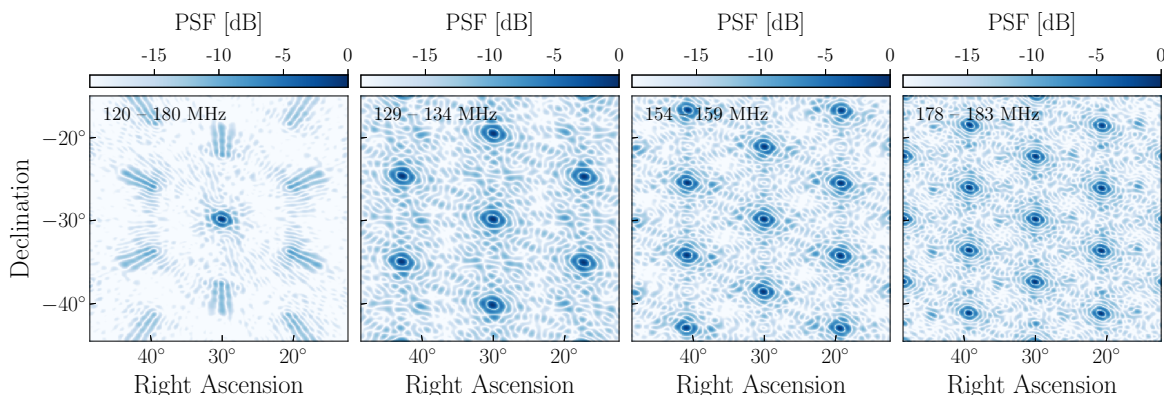 PSF [dB] PSF [dB] PSF [dB] PSF [dB]
-15 -10 -5 0 -15 -10 -5 0 -15 -10 -5 0 -15 -10 -5 0
120 – 180 MHz 129 – 134 MHz 154 – 159 MHz 178 – 183 MHz
−20°
−30°
−40°
Declination
40° 30° 20° 40° 30° 20° 40° 30° 20° 40° 30° 20°
Right Ascension Right Ascension Right Ascension Right Ascension